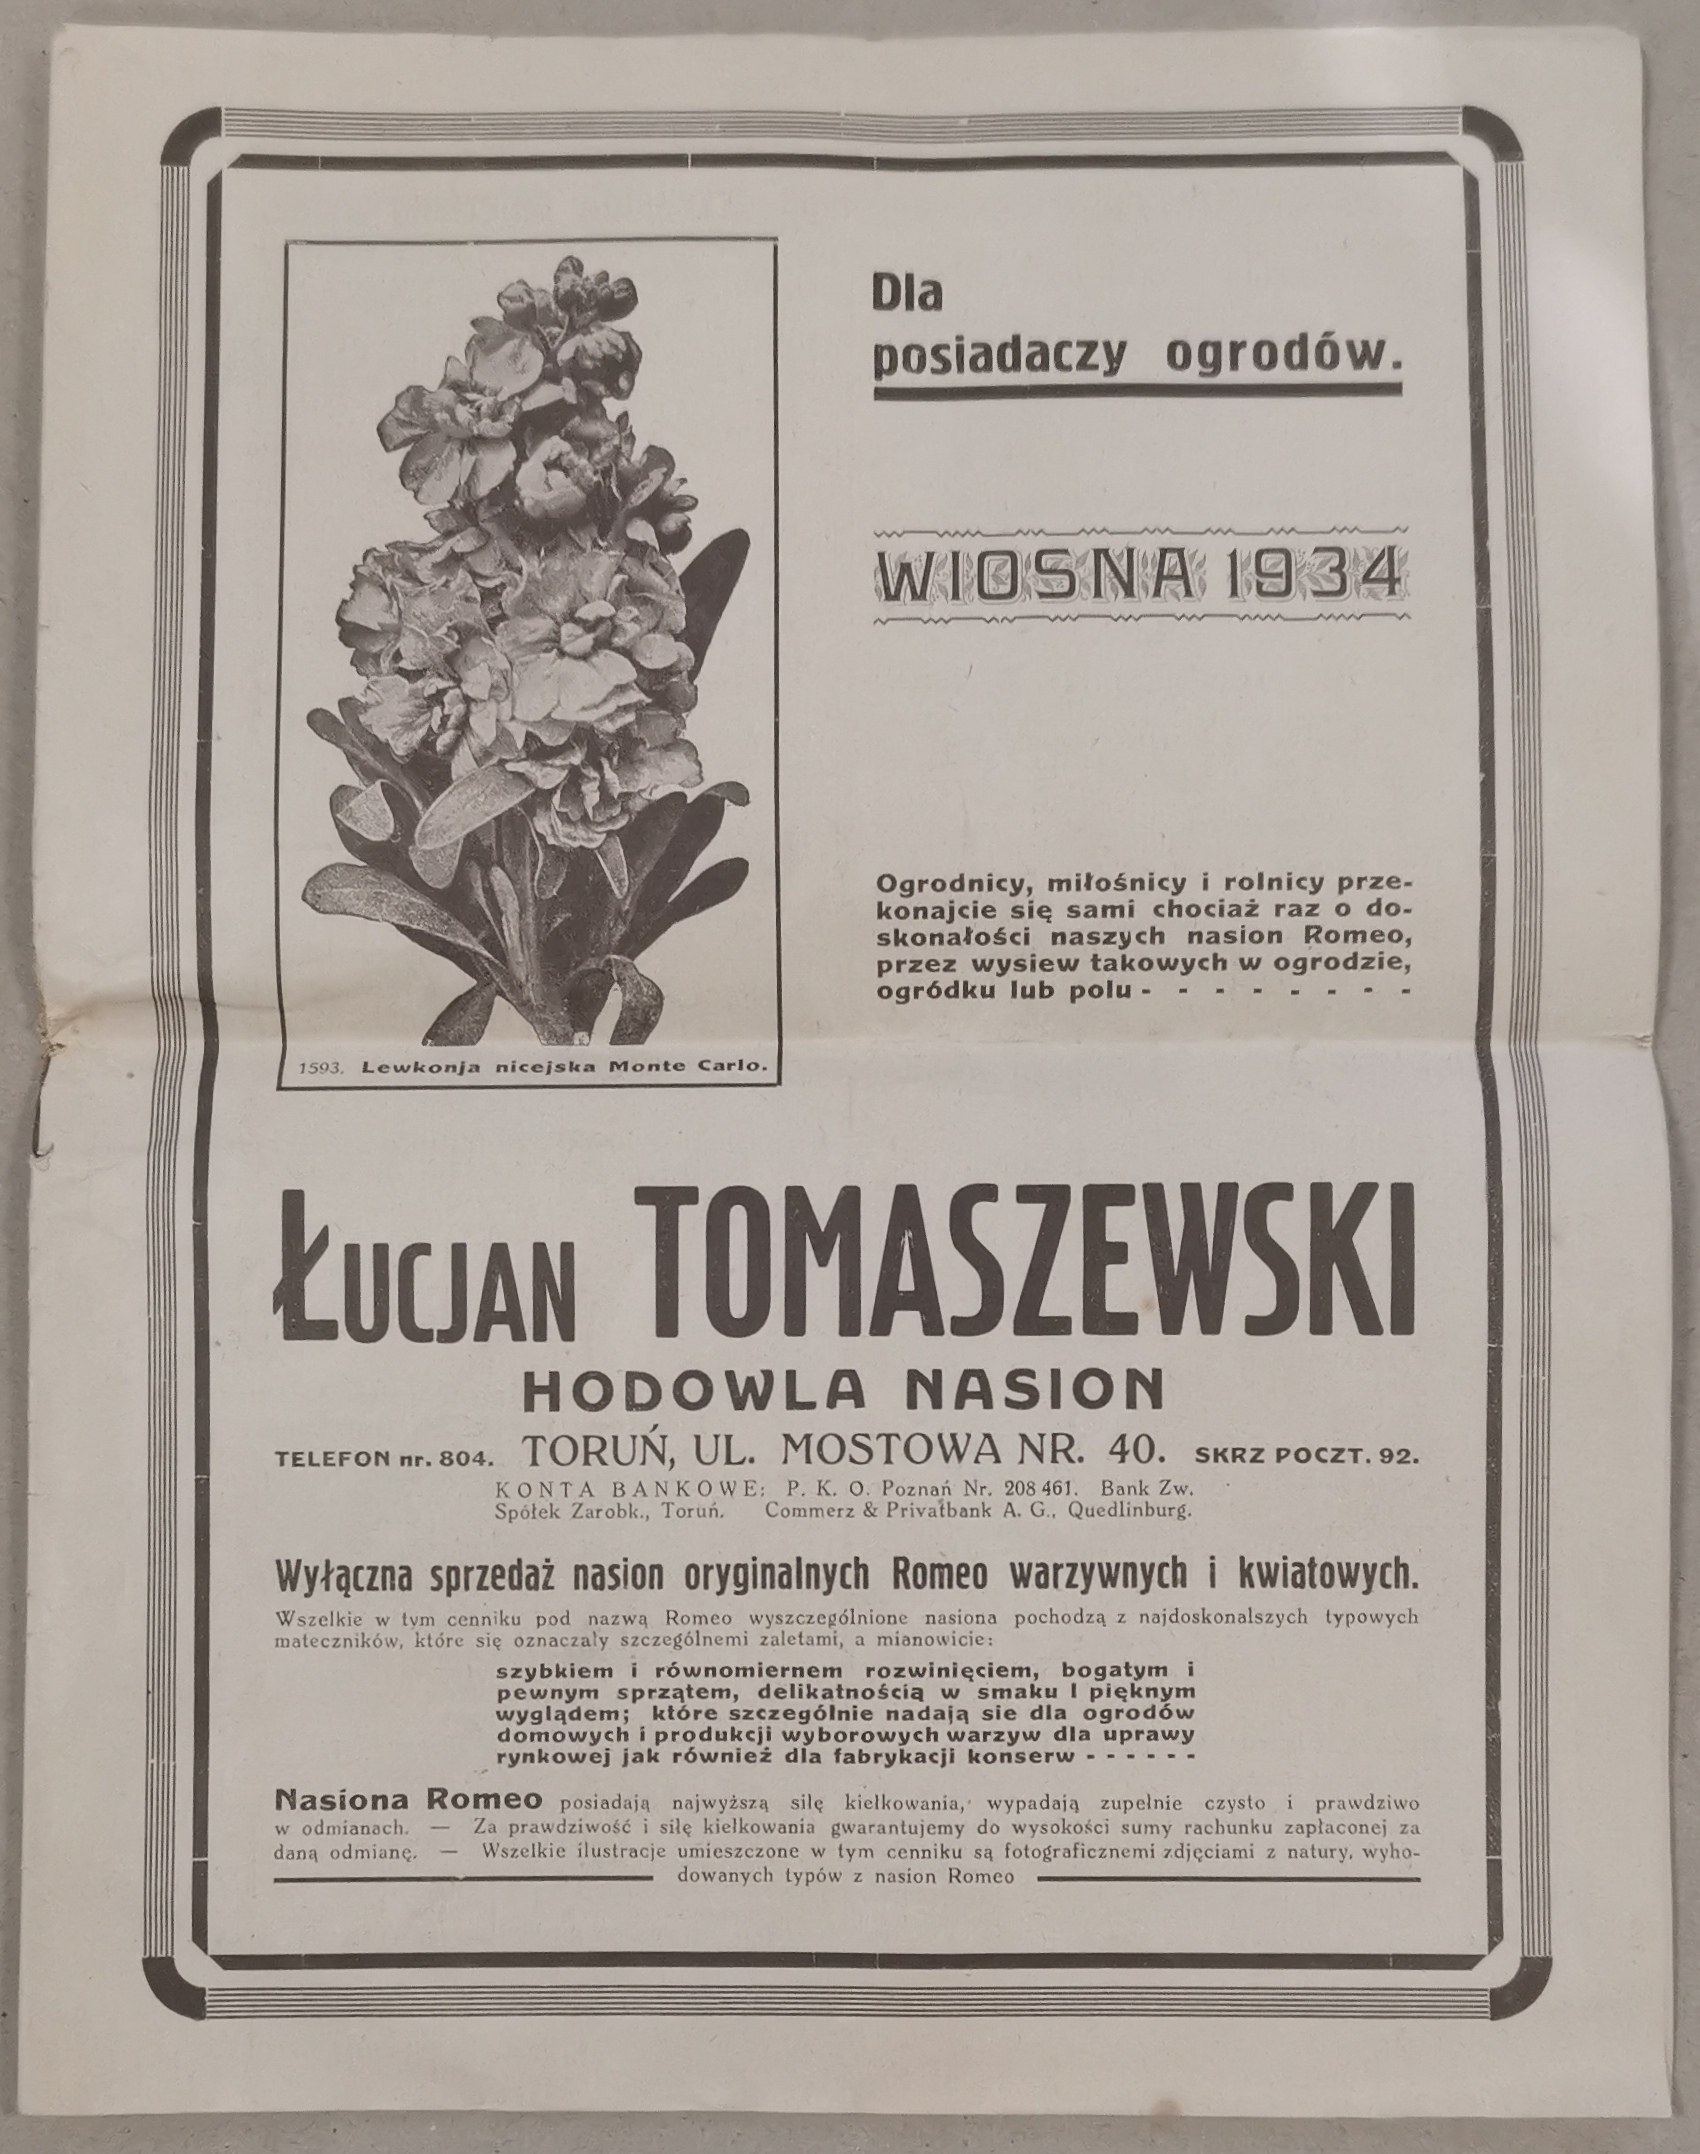 Dla
posiadaczy ogrodów.
WIOSNA 1934
Ogrodnicy, miłośnicy i rolnicy prze-
konajcie się sami chociaż raz o do-
skonałości naszych nasion Romeo,
przez wysiew takowych w ogrodzie,
ogródku lub polu - - - - - - - -
1593. Lewkonja nicejska Monte Carlo.
ŁUCJAN TOMASZEWSKI
HODOWLA NASION
TELEFON nr. 804. TORUŃ, UL. MOSTOWA NR. 40. SKRZ POCZT. 92.
KONTA BANKOWE: P. K. O. Poznań Nr. 208 461. Bank Zw.
Spółek Zarobk., Toruń. Commerz & Privatbank A. G., Quedlinburg.
Wyłączna sprzedaż nasion oryginalnych Romeo warzywnych i kwiatowych.
Wszelkie w tym cenniku pod nazwą Romeo wyszczególnione nasiona pochodzą z najdoskonalszych typowych
mateczników, które się oznaczały szczególnemi zaletami, a mianowicie:
szybkiem i równomiernem rozwinięciem, bogatym i
pewnym sprzątem, delikatnością w smaku I pięknym
wyglądem; które szczególnie nadają sie dla ogrodów
domowych i produkcji wyborowych warzyw dla uprawy
rynkowej jak również dla fabrykacji konserw - - - - - -
Nasiona Romeo posiadają najwyższą siłę kiełkowania, wypadają zupełnie czysto i prawdziwo
w odmianach. — Za prawdziwość i siłę kiełkowania gwarantujemy do wysokości sumy rachunku zapłaconej za
daną odmianę. — Wszelkie ilustracje umieszczone w tym cenniku są fotograficznemi zdjęciami z natury, wyho-
dowanych typów z nasion Romeo